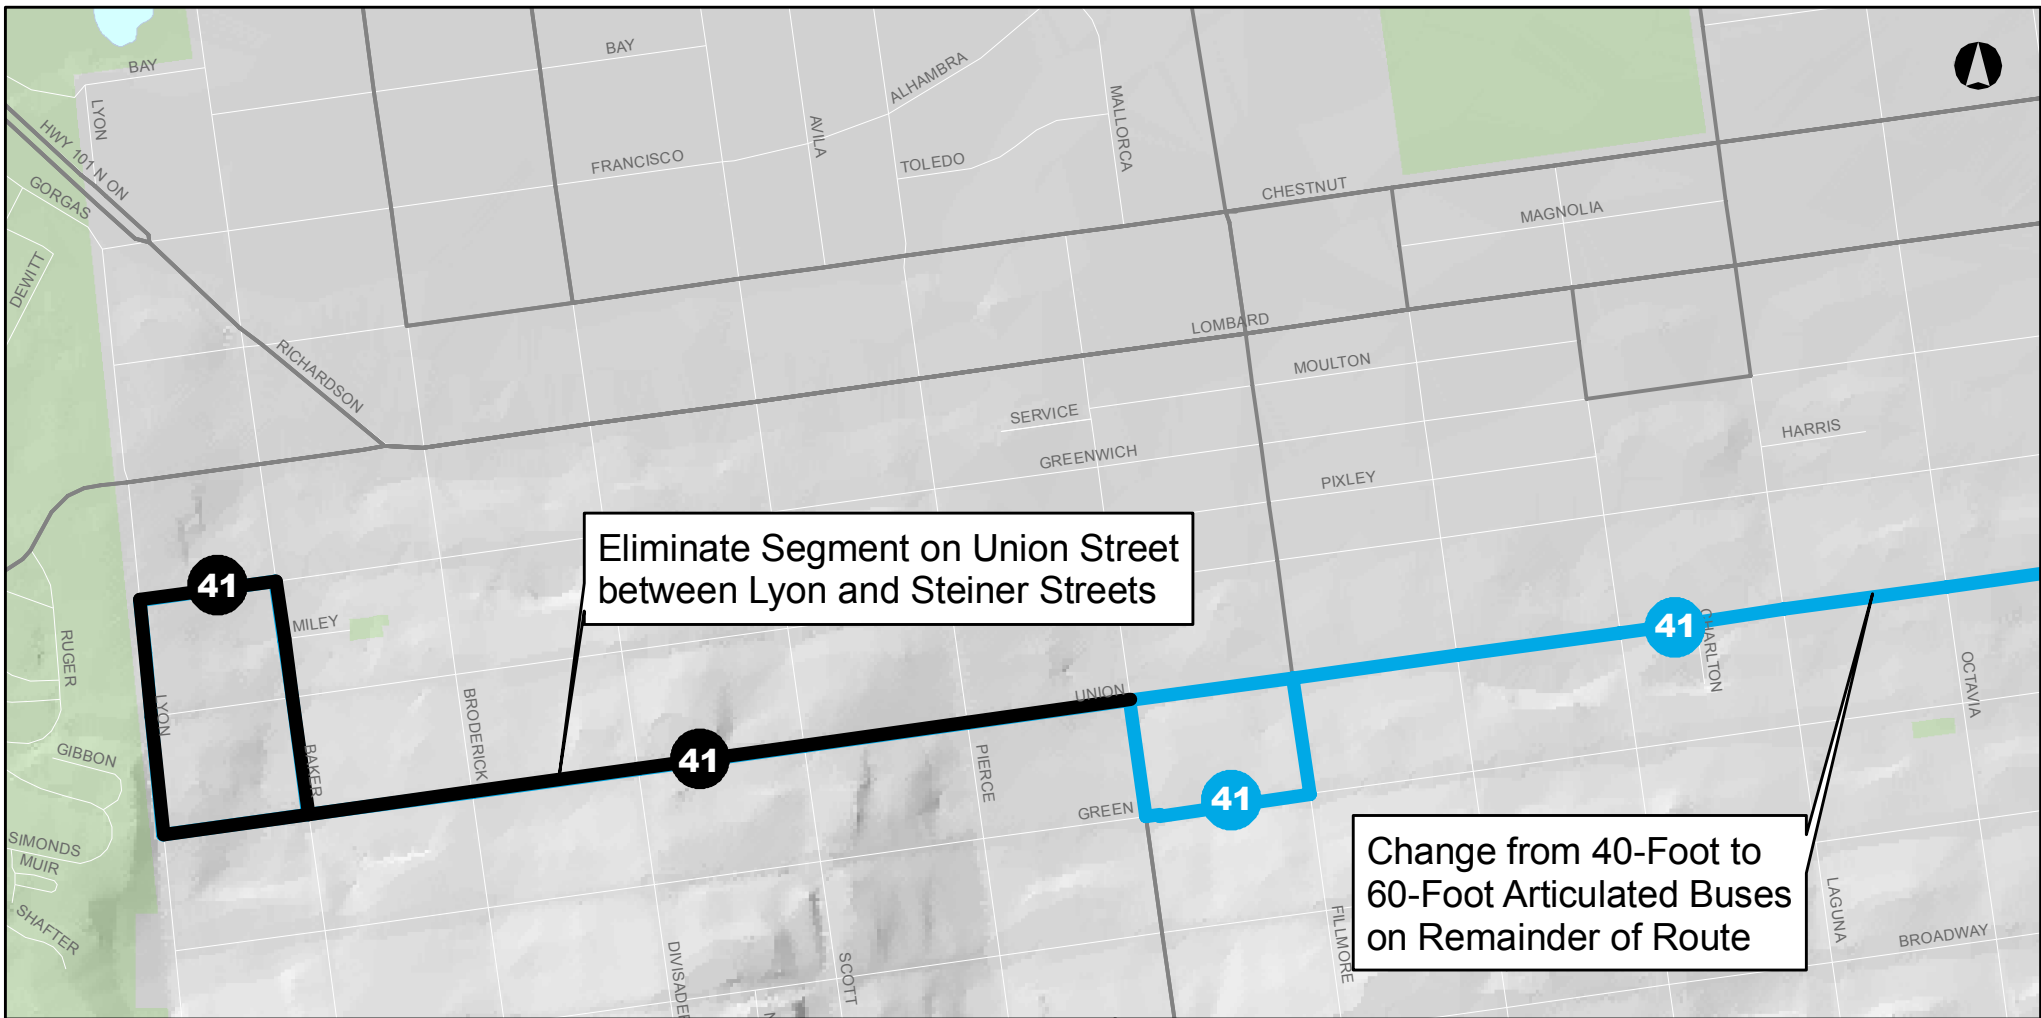 BAY
BAY
ALHAMBRA
LYON
MALLORCA
AVILA
HWY 101 N ON
FRANCISCO
TOLEDO
GORGAS
CHESTNUT
MAGNOLIA
DEWITT
LOMBARD
RICHARDSON
MOULTON
SERVICE
HARRIS
GREENWICH
PIXLEY
Eliminate Segment on Union Street
between Lyon and Steiner Streets
41
MILEY
RUGER
41
CHARLTON
OCTAVIA
LYON
BRODERICK
UNION
GIBBON
BAKER
41
PIERCE
41
GREEN
SIMONDS
MUIR
Change from 40-Foot to
60-Foot Articulated Buses
on Remainder of Route
SHAFTER
FILLMORE
LAGUNA
BROADWAY
DIVISADER
SCOTT